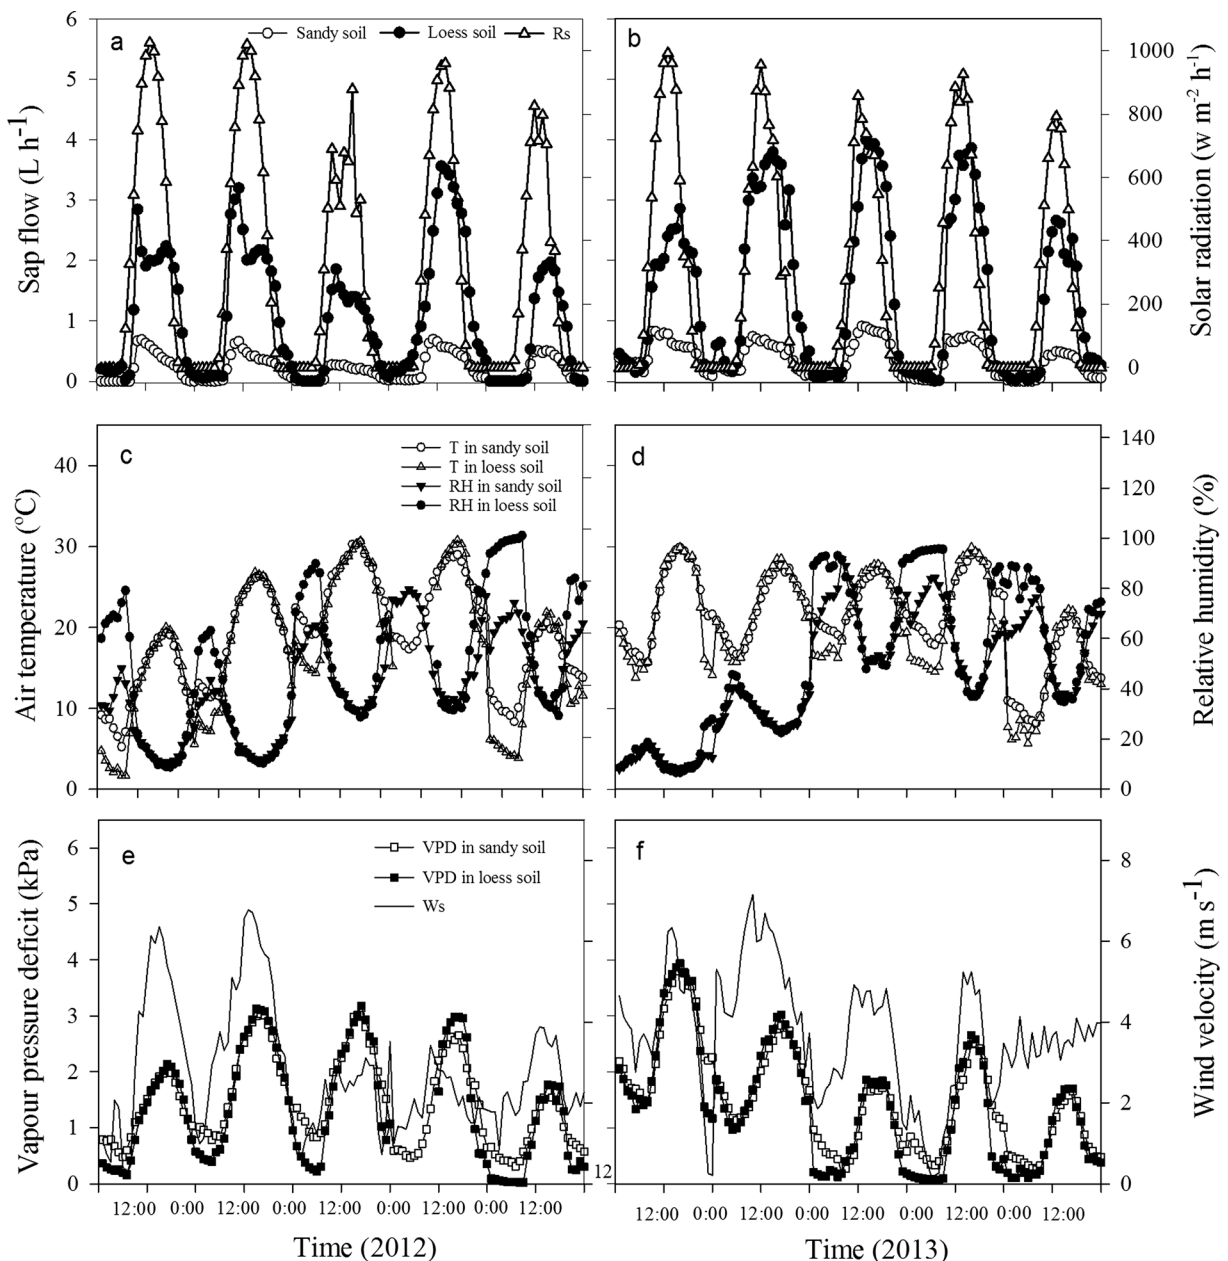 a
Sandy soil
Loess soil
Rs
b
6
5
4
3
2
1
0
Sap flow (L h-1)
1000
800
600
400
200
0
Solar radiation (w m-2 h-1)
c
T in sandy soil
T in loess soil
RH in sandy soil
RH in loess soil
d
40
30
20
10
0
Air temperature (°C)
140
120
100
80
60
40
20
0
Relative humidity (%)
e
VPD in sandy soil
VPD in loess soil
Ws
f
6
5
4
3
2
1
0
Vapour pressure deficit (kPa)
12
8
6
4
2
0
Wind velocity (m s-1)
12:00 0:00 12:00 0:00 12:00 0:00 12:00 0:00 12:00
12:00 0:00 12:00 0:00 12:00 0:00 12:00 0:00 12:00
Time (2012)
Time (2013)